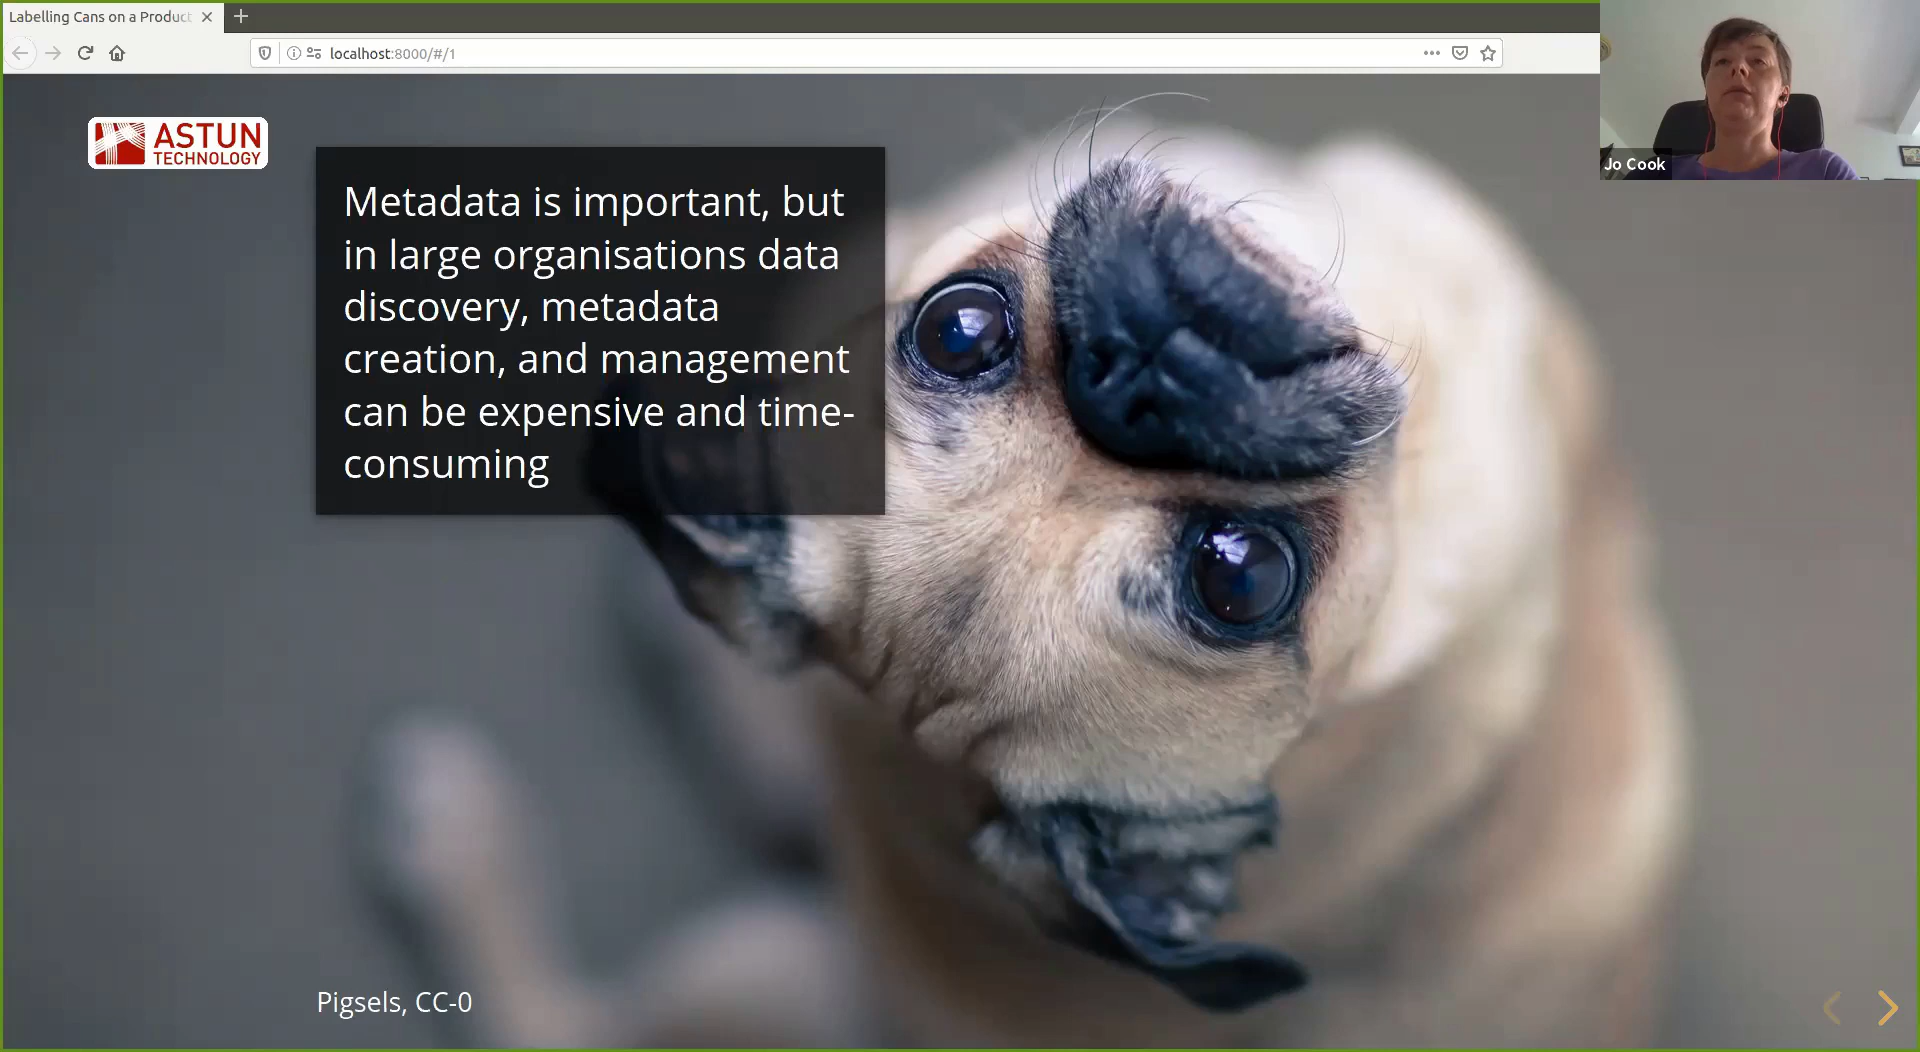 Labelling Cans on a Product
localhost:8000/#/1
Jo Cook
ASTUN
TECHNOLOGY
Metadata is important, but
in large organisations data
discovery, metadata
creation, and management
can be expensive and time-
consuming
Pigsels, CC-0